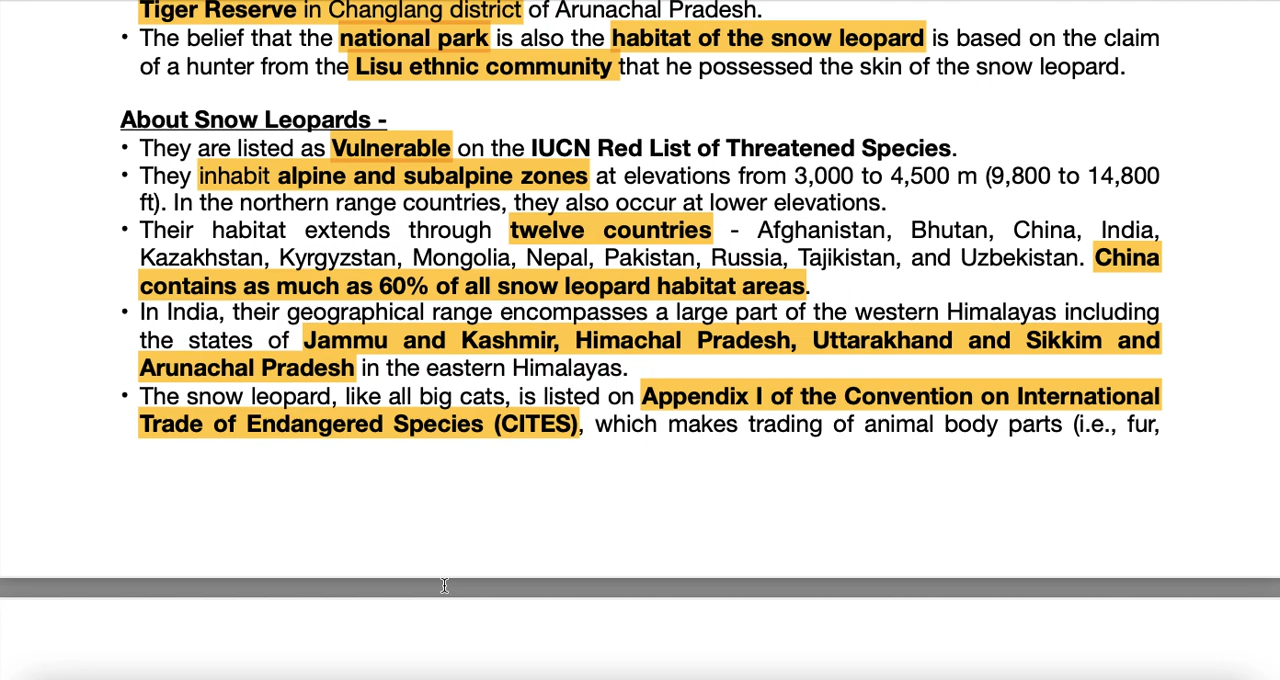 Tiger Reserve in Changlang district of Arunachal Pradesh.
• The belief that the national park is also the habitat of the snow leopard is based on the claim
of a hunter from the Lisu ethnic community that he possessed the skin of the snow leopard.
About Snow Leopards -
• They are listed as Vulnerable on the IUCN Red List of Threatened Species.
• They inhabit alpine and subalpine zones at elevations from 3,000 to 4,500 m (9,800 to 14,800
ft). In the northern range countries, they also occur at lower elevations.
• Their habitat extends through twelve countries - Afghanistan, Bhutan, China, India,
Kazakhstan, Kyrgyzstan, Mongolia, Nepal, Pakistan, Russia, Tajikistan, and Uzbekistan. China
contains as much as 60% of all snow leopard habitat areas.
• In India, their geographical range encompasses a large part of the western Himalayas including
the states of Jammu and Kashmir, Himachal Pradesh, Uttarakhand and Sikkim and
Arunachal Pradesh in the eastern Himalayas.
• The snow leopard, like all big cats, is listed on Appendix I of the Convention on International
Trade of Endangered Species (CITES), which makes trading of animal body parts (i.e., fur,